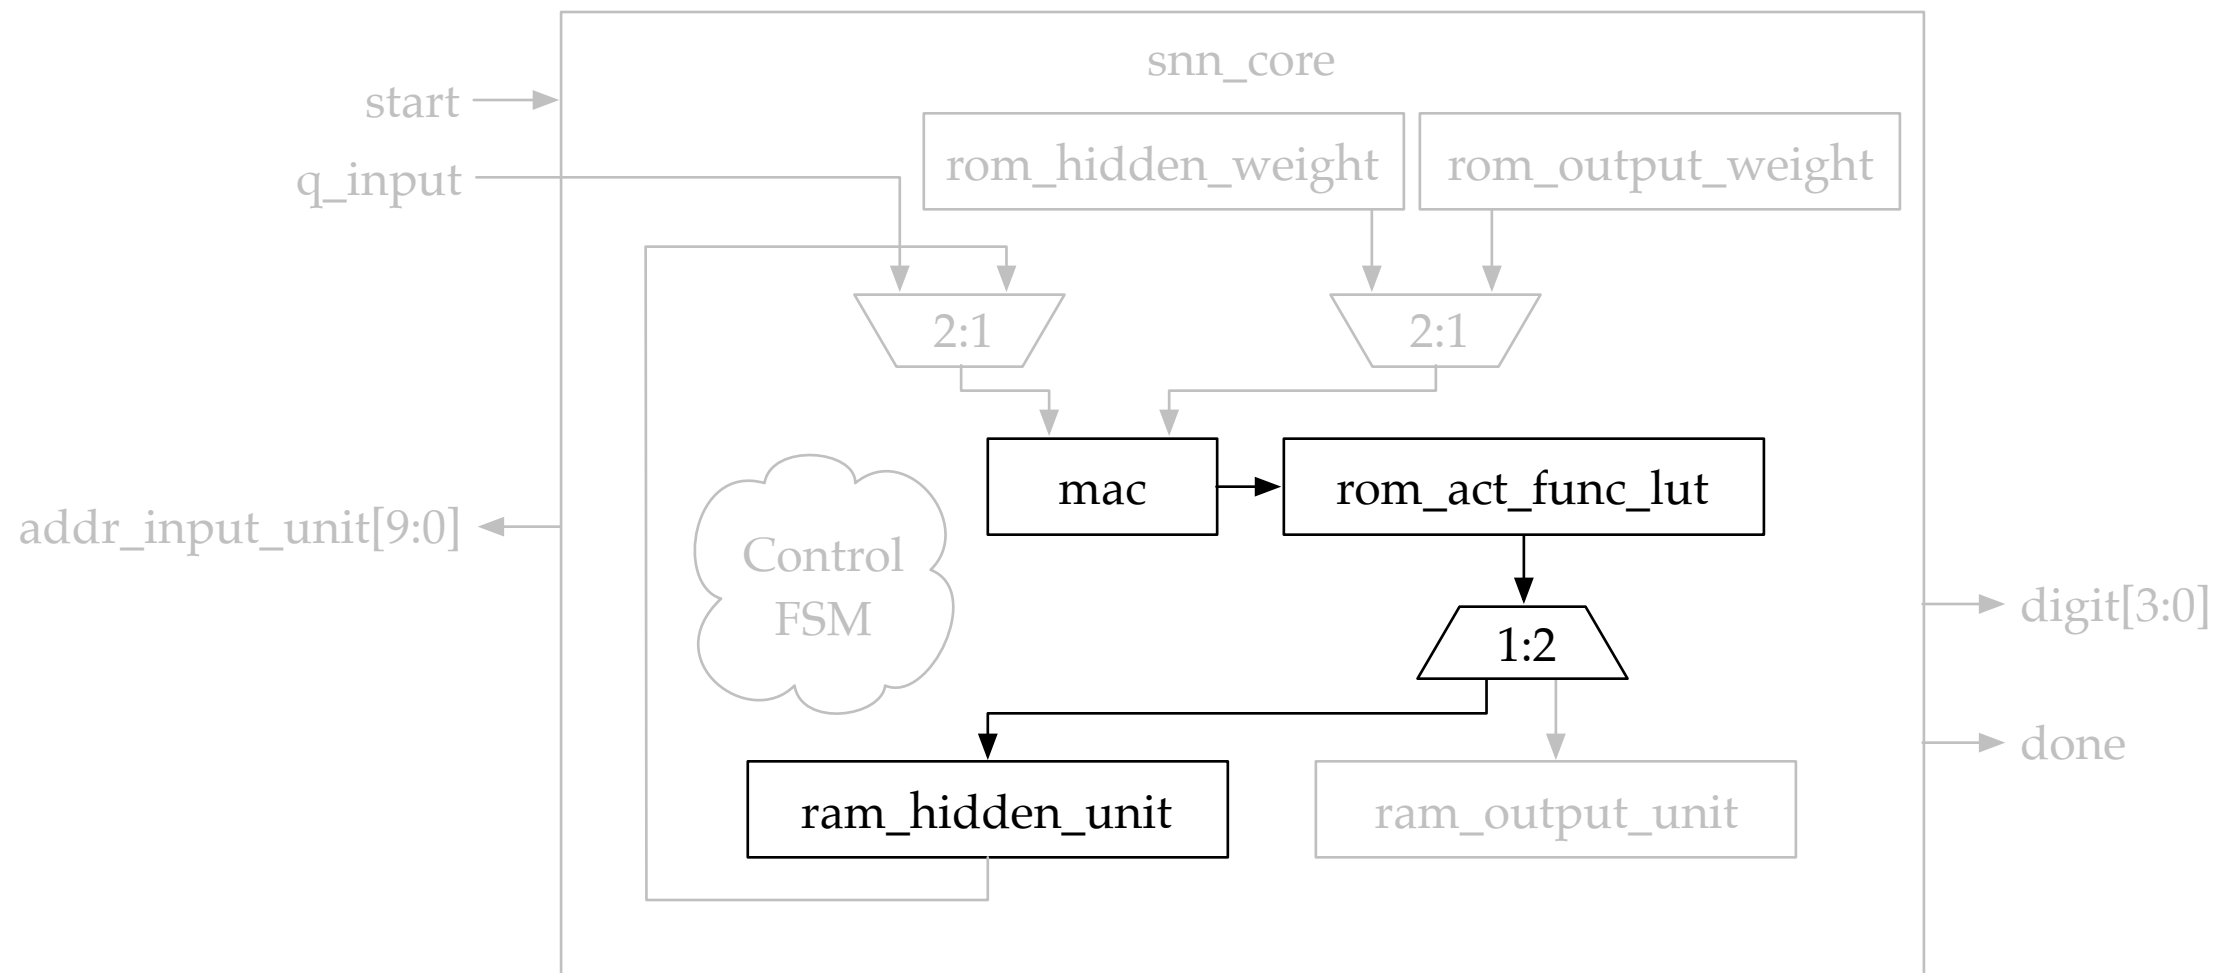 snn_core
start
rom_hidden_weight
rom_output_weight
q_input
2:1
2:1
mac
rom_act_func_lut
addr_input_unit[9:0]
Control
FSM
digit[3:0]
1:2
done
ram_hidden_unit
ram_output_unit